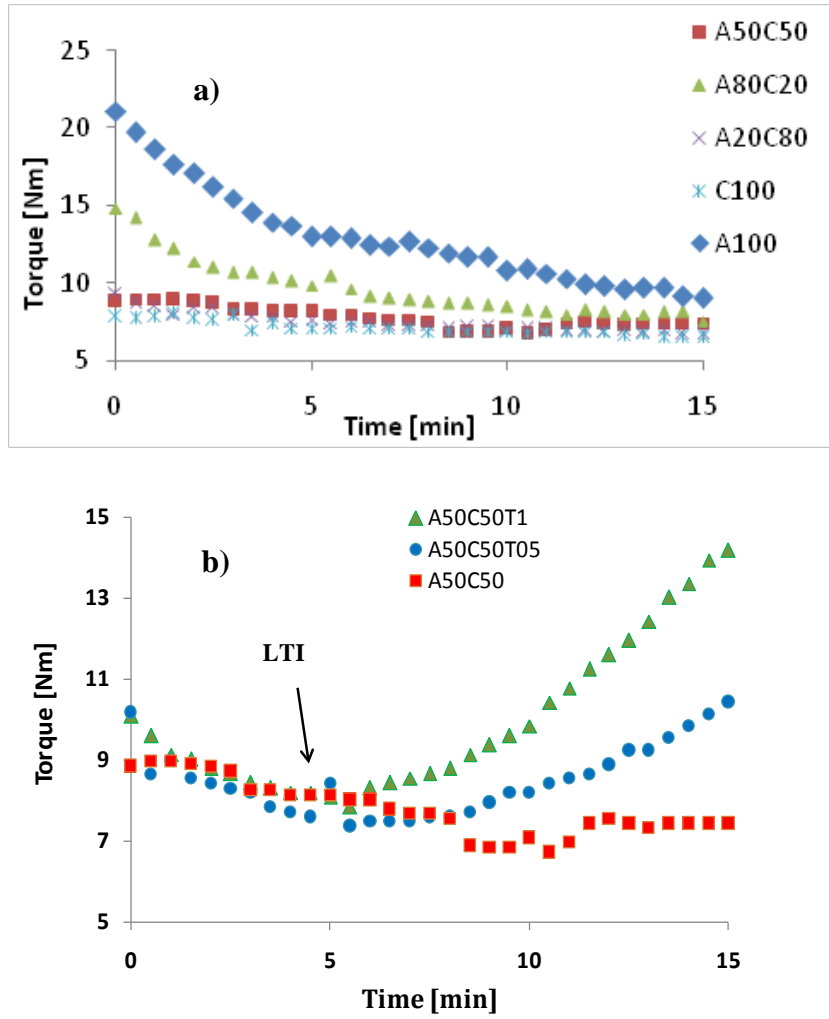 a)
A50C50
A80C20
A20C80
C100
A100
25
20
15
10
5
Torque [Nm]
0 5 10 15
Time [min]
b)
A50C50T1
A50C50T05
A50C50
LTI
15
13
11
9
7
5
Torque [Nm]
0 5 10 15
Time [min]